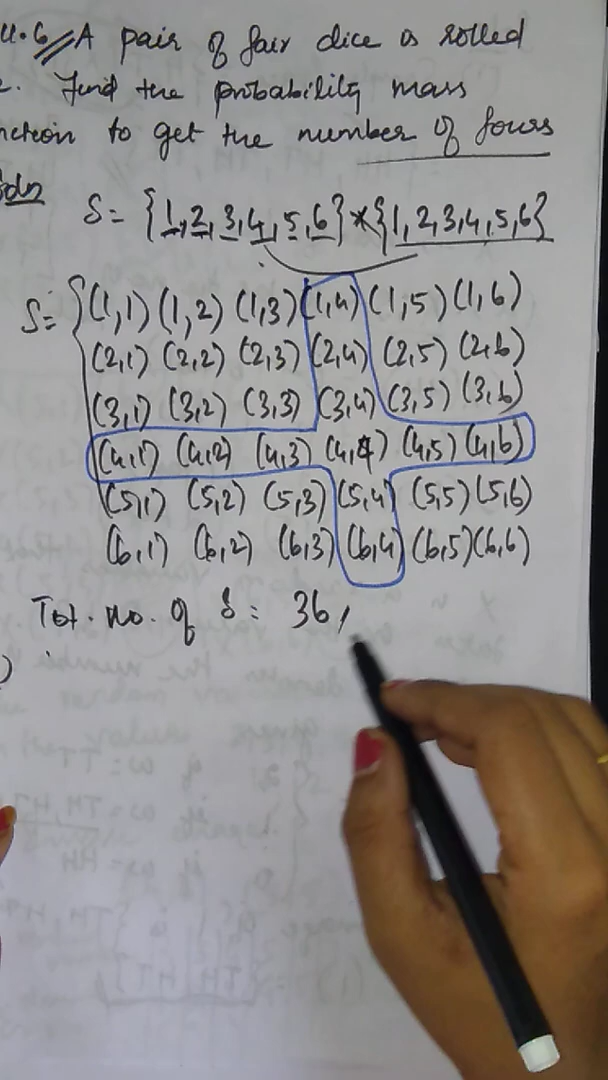 4.6 A pair of fair dice is rolled
Find the probability mass
nction to get the number of fours
Soln
S = {1,2,3,4,5,6} × {1,2,3,4,5,6}
S = {(1,1) (1,2) (1,3) (1,4) (1,5) (1,6)
(2,1) (2,2) (2,3) (2,4) (2,5) (2,6)
(3,1) (3,2) (3,3) (3,4) (3,5) (3,6)
(4,1) (4,2) (4,3) (4,4) (4,5) (4,6)
(5,1) (5,2) (5,3) (5,4) (5,5) (5,6)
(6,1) (6,2) (6,3) (6,4) (6,5) (6,6)
Tot. no. of S = 36,